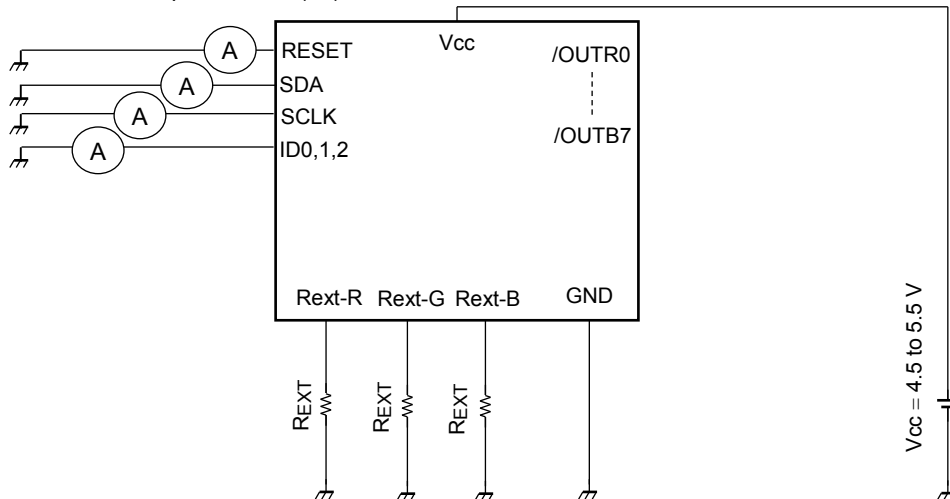 Vcc
A RESET
/OUTR0
A SDA
A SCLK
/OUTB7
A ID0,1,2
Rext-R Rext-G Rext-B GND
REXT REXT REXT
Vcc = 4.5 to 5.5 V